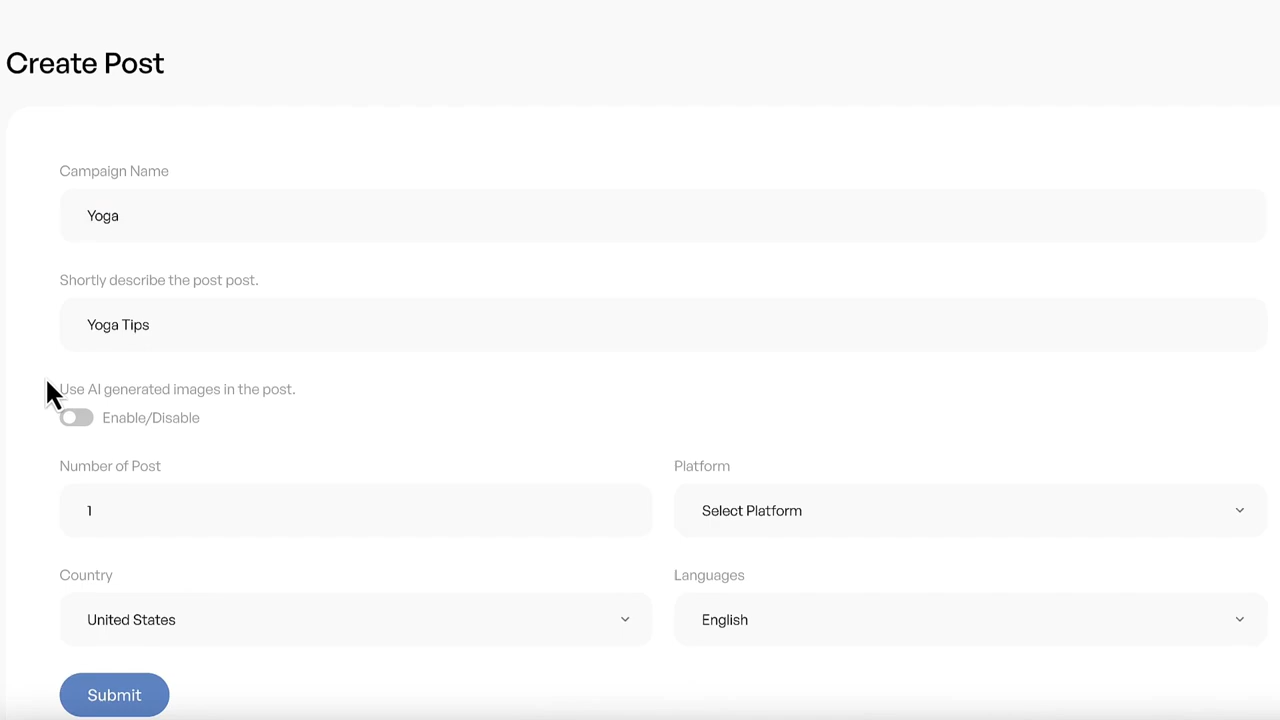 Create Post
Campaign Name
Yoga
Shortly describe the post post.
Yoga Tips
Use AI generated images in the post.
Enable/Disable
Number of Post
Platform
1
Select Platform
Country
Languages
United States
English
Submit